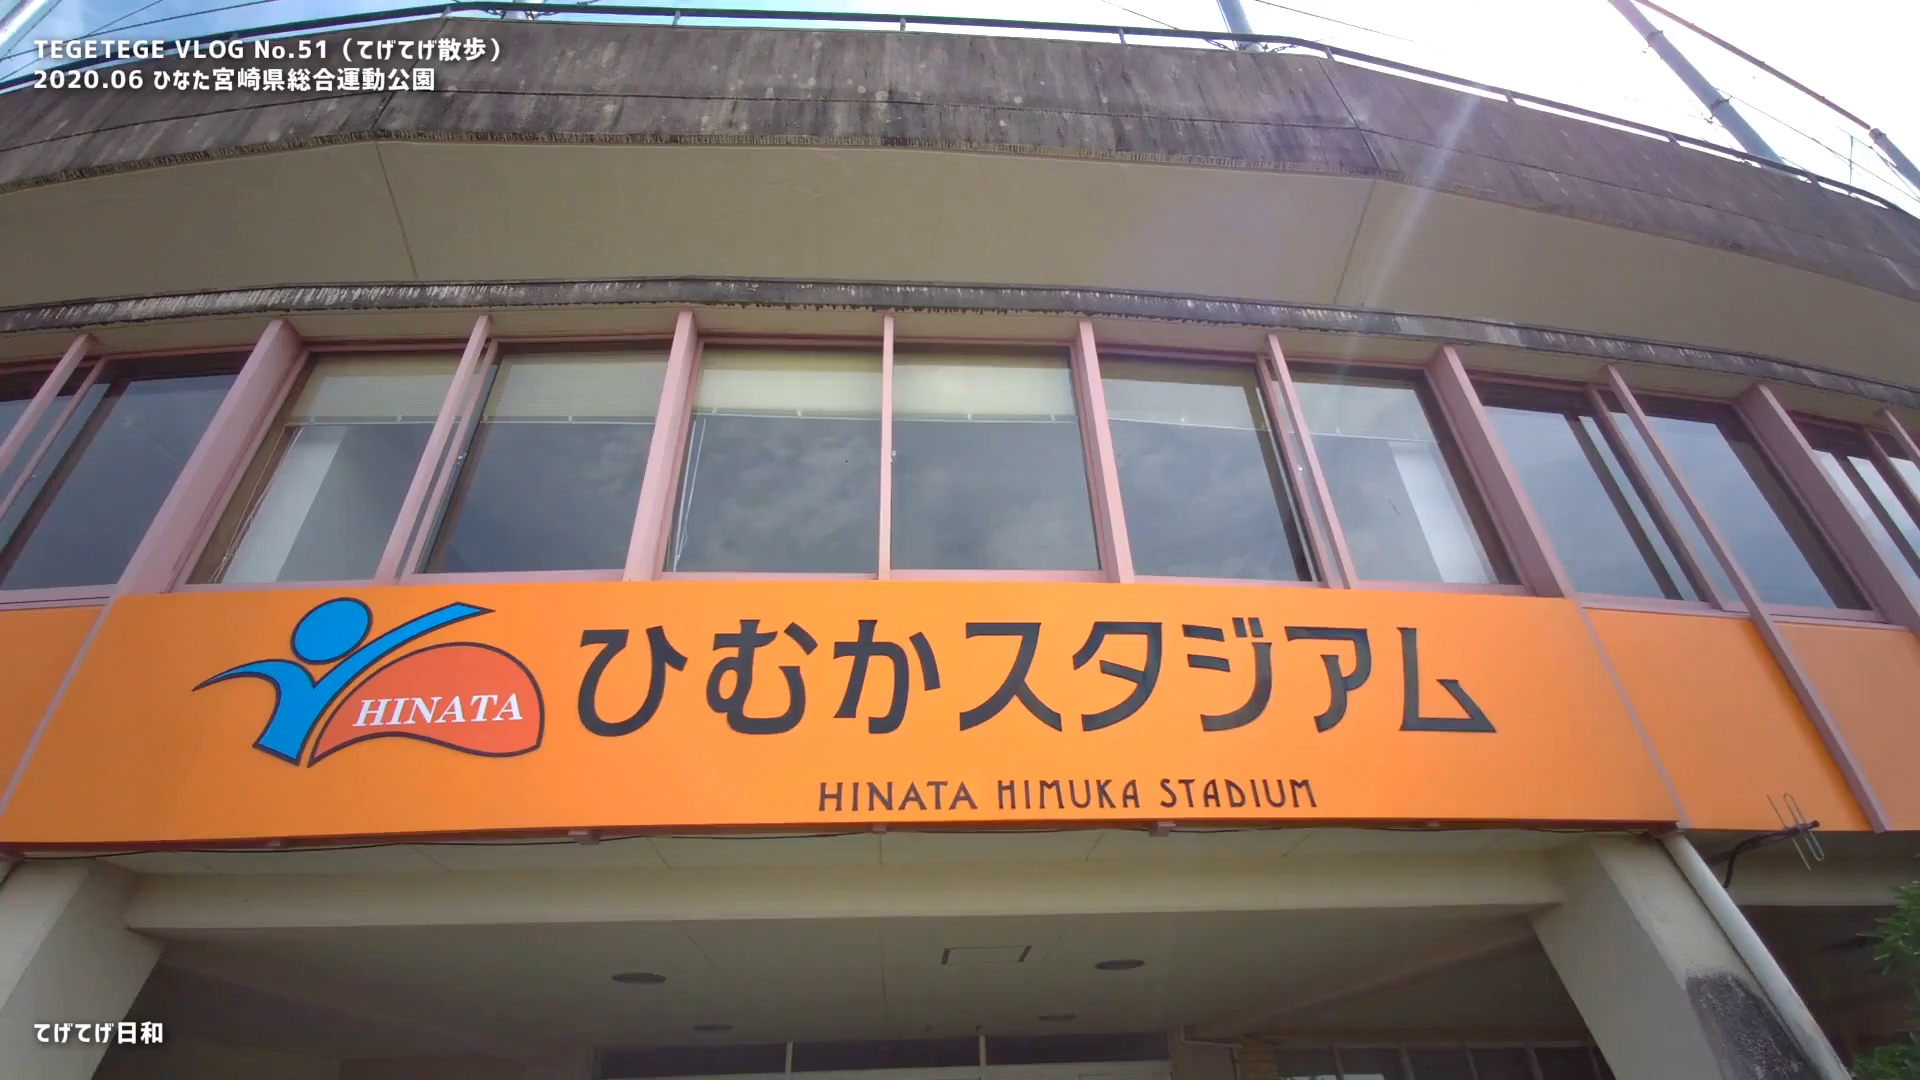 TEGETEGE VLOG No.51（てげてげ散歩）
2020.06 ひなた宮崎県総合運動公園
HINATA
ひむかスタジアム
HINATA HIMUKA STADIUM
てげてげ日和